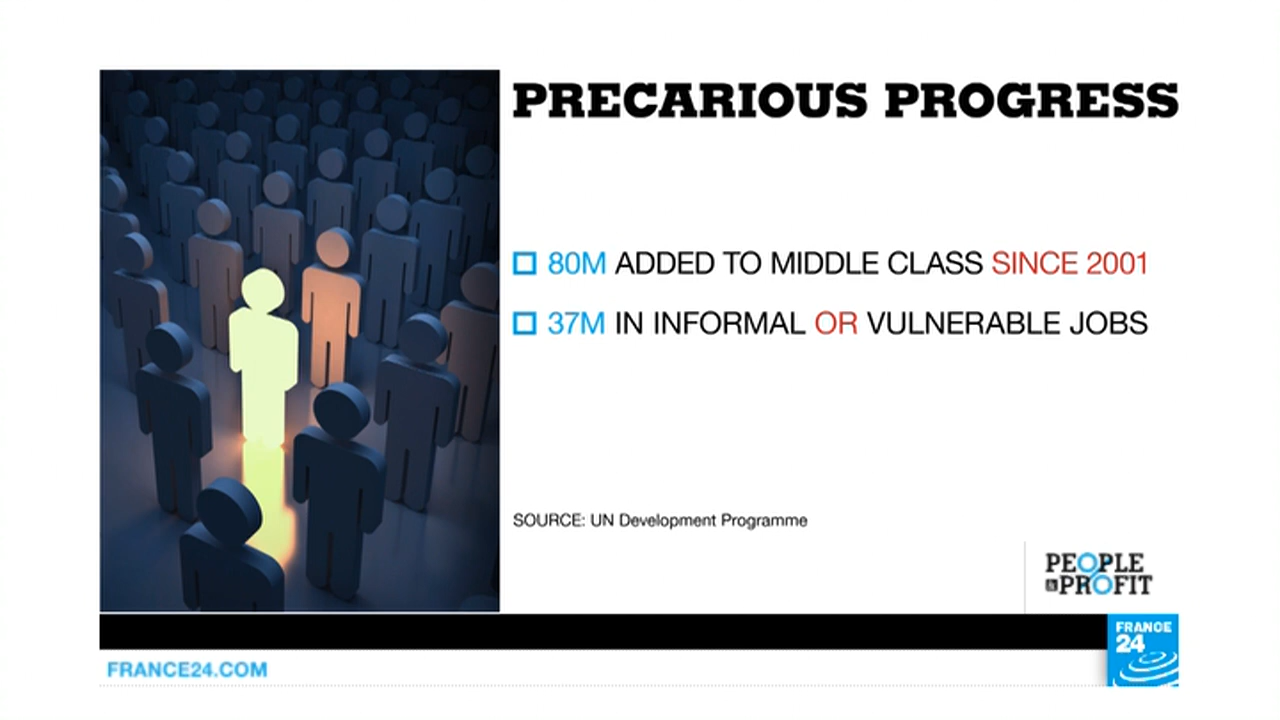 PRECARIOUS PROGRESS
80M ADDED TO MIDDLE CLASS SINCE 2001
37M IN INFORMAL OR VULNERABLE JOBS
SOURCE: UN Development Programme
PEOPLE
& PROFIT
FRANCE
24
FRANCE24.COM